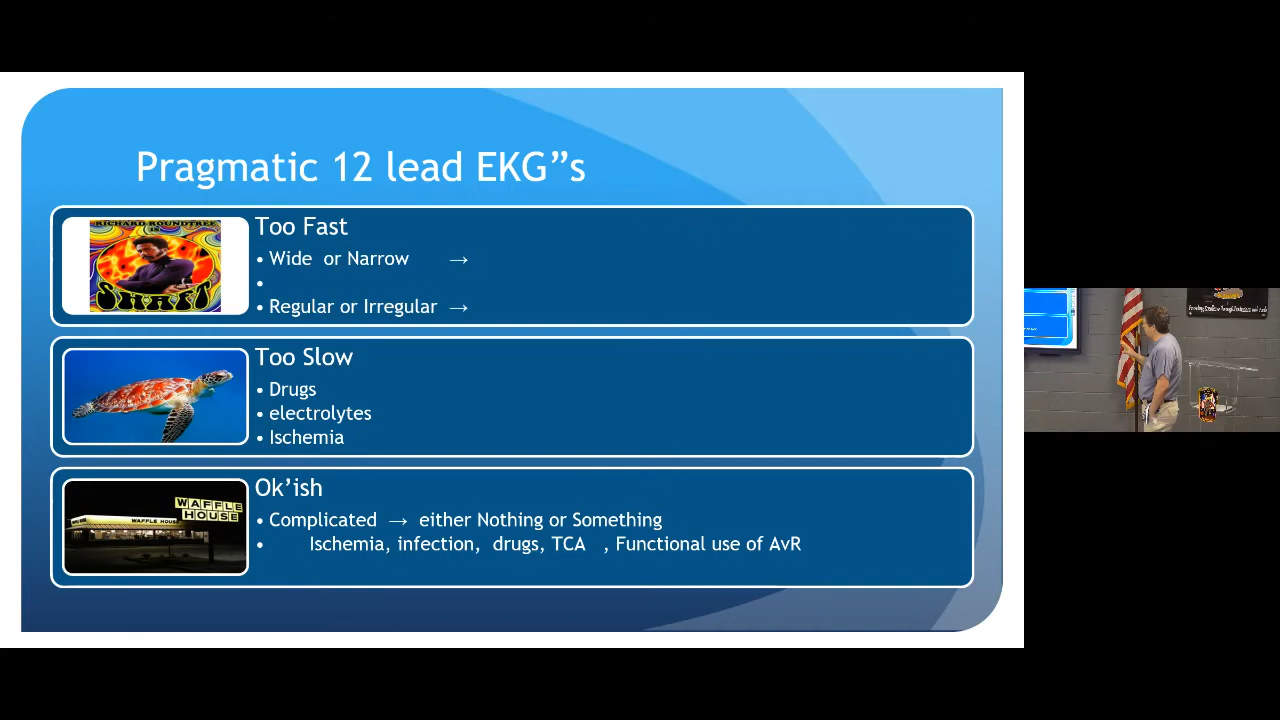 Pragmatic 12 lead EKG”s
RICHARD ROUNDTREE
IS
SHAFT
Too Fast
• Wide or Narrow →
•
• Regular or Irregular →
Too Slow
• Drugs
• electrolytes
• Ischemia
WAFFLE
HOUSE
WAFFLE HOUSE
Ok’ish
• Complicated → either Nothing or Something
• Ischemia, infection, drugs, TCA , Functional use of AvR